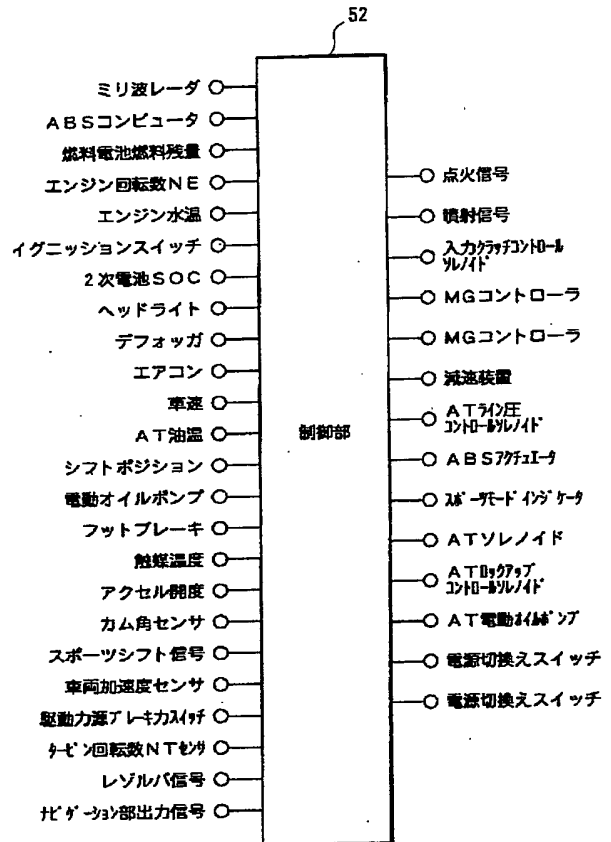 52
ミリ波レーダ
ABSコンピュータ
燃料電池燃料残量
エンジン回転数NE
エンジン水温
イグニッションスイッチ
2次電池SOC
ヘッドライト
デフォッガ
エアコン
車速
AT油温
シフトポジション
電動オイルポンプ
フットブレーキ
触媒温度
アクセル開度
カム角センサ
スポーツシフト信号
車両加速度センサ
駆動力源ブレーキ力スイッチ
タービン回転数NTセンサ
レゾルバ信号
ナビゲーション部出力信号
制御部
点火信号
噴射信号
入力クラッチコントロール
ソレノイド
MGコントローラ
MGコントローラ
減速装置
ATライン圧
コントロールソレノイド
ABSアクチュエータ
スポーツモードインジケータ
ATソレノイド
ATロックアップ
コントロールソレノイド
AT電動オイルポンプ
電源切換えスイッチ
電源切換えスイッチ